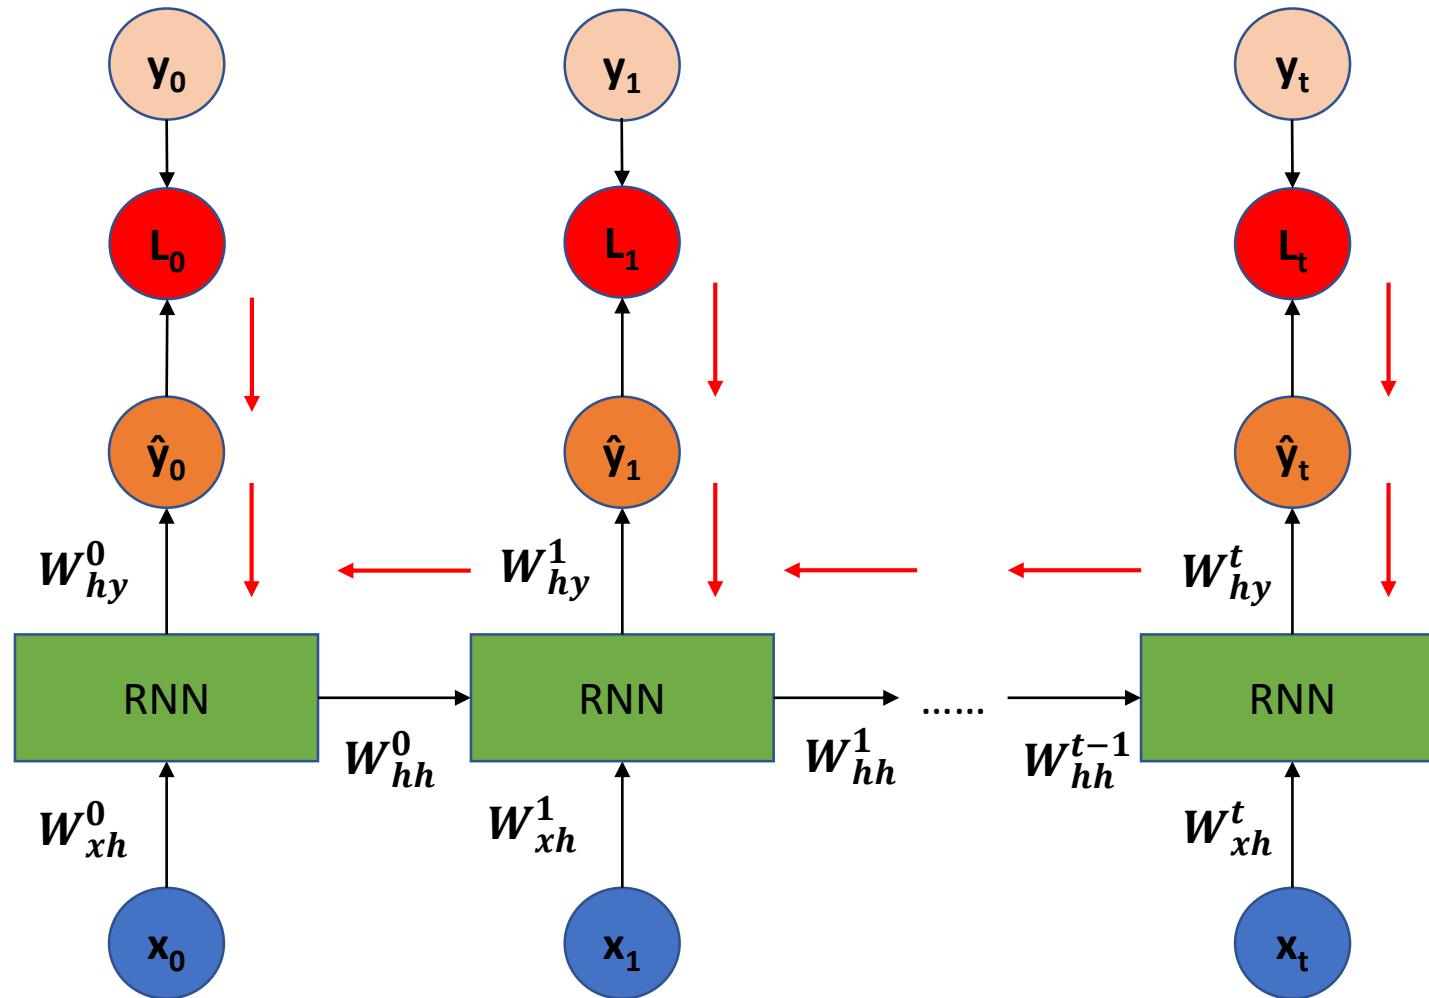 y₀ y₁ yₜ
L₀ L₁ Lₜ
ŷ₀ ŷ₁ ŷₜ
W⁰hy W¹hy Wᵗhy
RNN RNN ...... RNN
W⁰hh W¹hh Wᵗ⁻¹hh
W⁰xh W¹xh Wᵗxh
x₀ x₁ xₜ